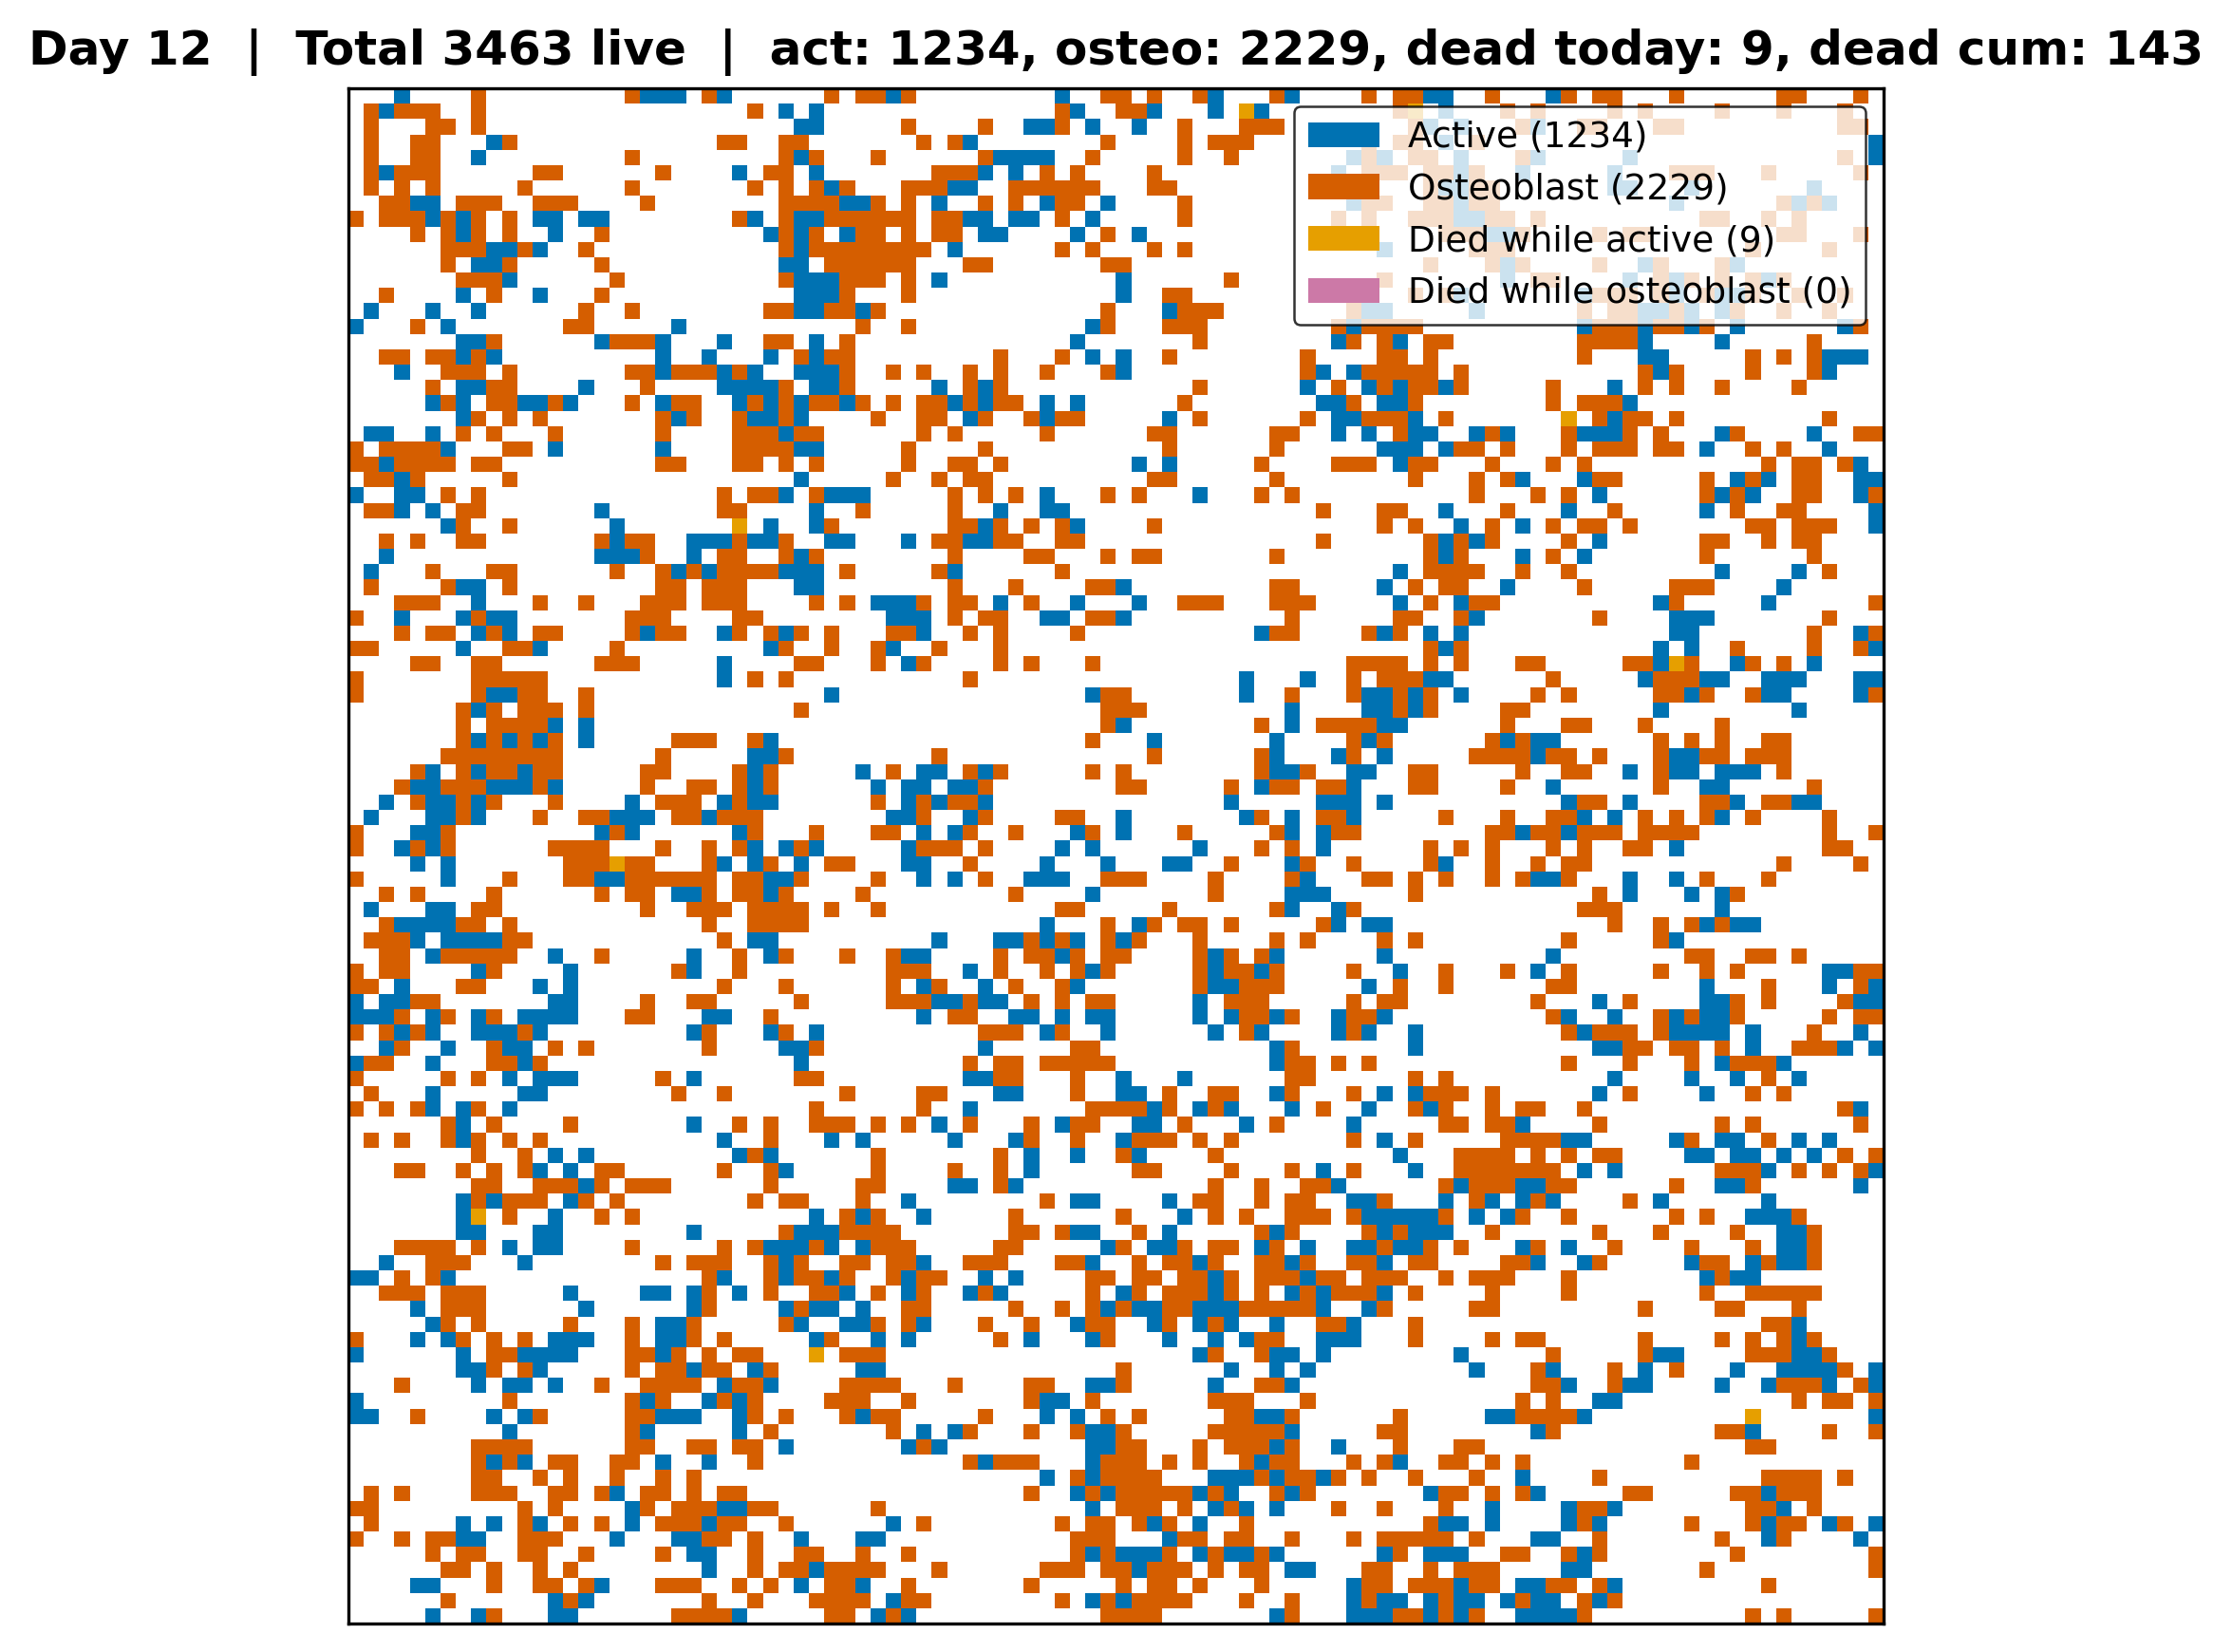 Day 12 | Total 3463 live | act: 1234, osteo: 2229, dead today: 9, dead cum: 143
Active (1234)
Osteoblast (2229)
Died while active (9)
Died while osteoblast (0)